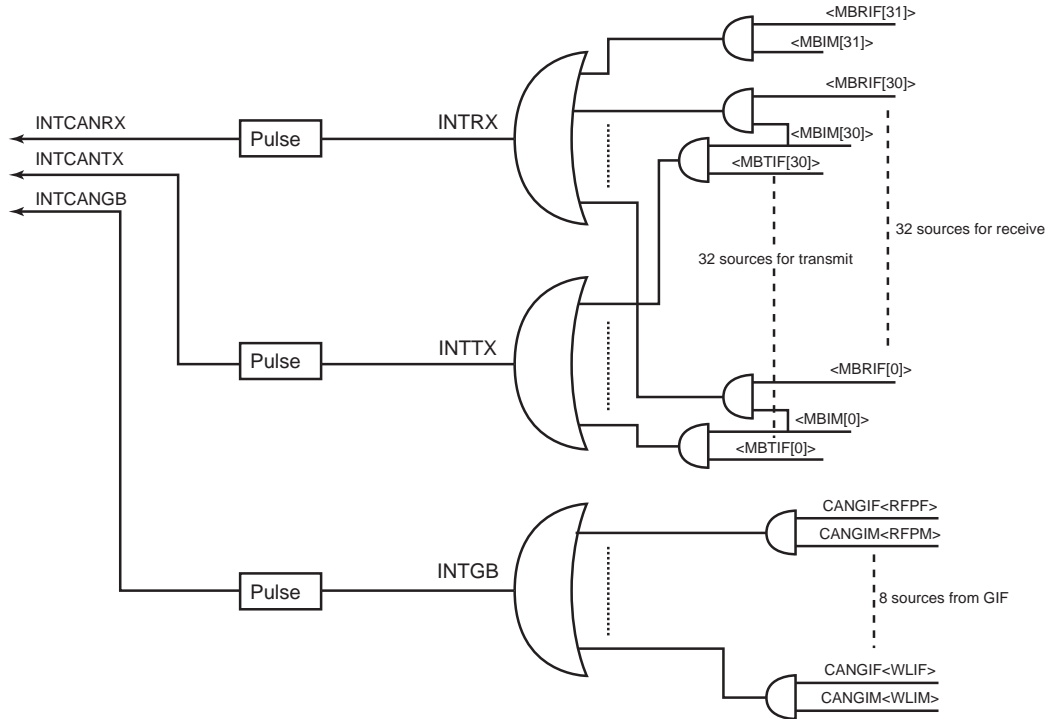 <MBRIF[31]>
<MBIM[31]>
<MBRIF[30]>
INTCANRX
Pulse
INTRX
<MBIM[30]>
INTCANTX
<MBTIF[30]>
INTCANGB
32 sources for receive
32 sources for transmit
Pulse
INTTX
<MBRIF[0]>
<MBIM[0]>
<MBTIF[0]>
CANGIF<RFPF>
CANGIM<RFPM>
Pulse
INTGB
8 sources from GIF
CANGIF<WLIF>
CANGIM<WLIM>